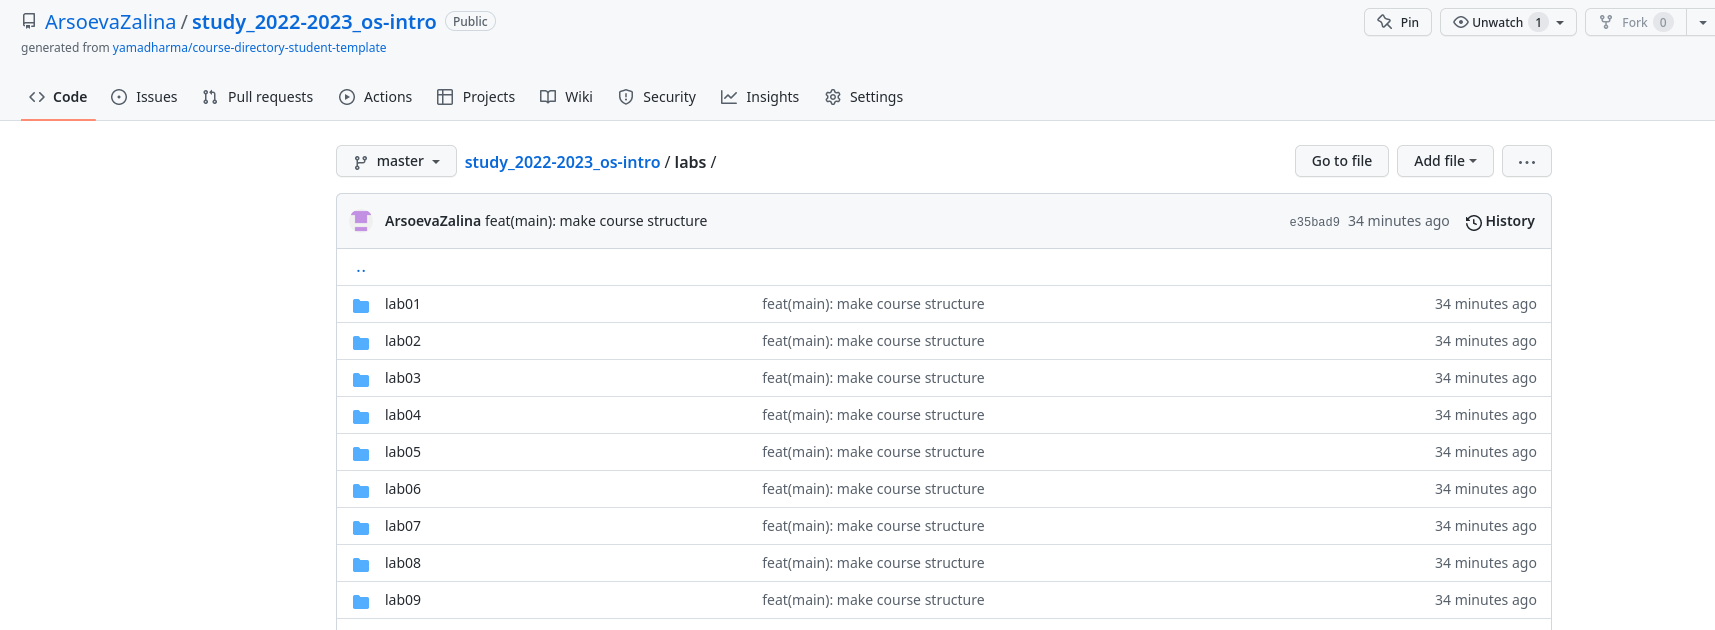 ArsoevaZalina / study_2022-2023_os-intro Public Pin Unwatch 1 Fork 0
generated from yamadharma/course-directory-student-template
Code Issues Pull requests Actions Projects Wiki Security Insights Settings
master study_2022-2023_os-intro / labs / Go to file Add file ...
ArsoevaZalina feat(main): make course structure e35bad9 34 minutes ago History
..
lab01 feat(main): make course structure 34 minutes ago
lab02 feat(main): make course structure 34 minutes ago
lab03 feat(main): make course structure 34 minutes ago
lab04 feat(main): make course structure 34 minutes ago
lab05 feat(main): make course structure 34 minutes ago
lab06 feat(main): make course structure 34 minutes ago
lab07 feat(main): make course structure 34 minutes ago
lab08 feat(main): make course structure 34 minutes ago
lab09 feat(main): make course structure 34 minutes ago